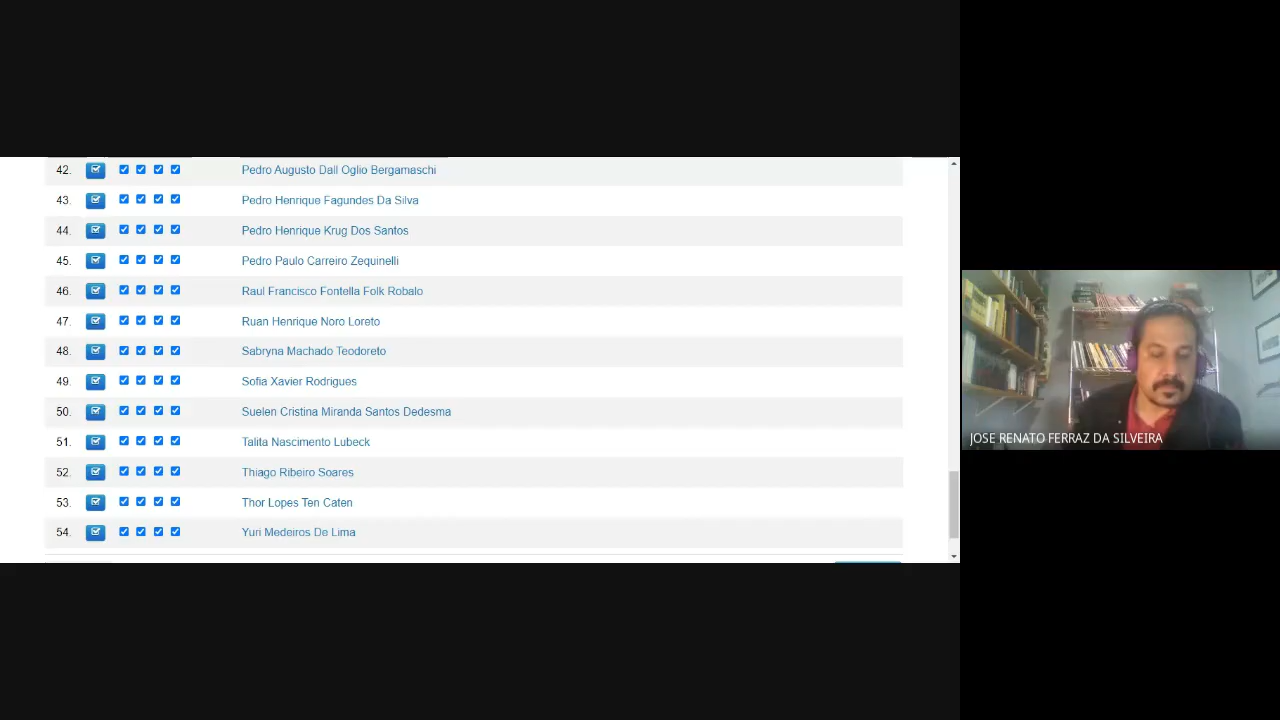 42. Pedro Augusto Dall Oglio Bergamaschi
43. Pedro Henrique Fagundes Da Silva
44. Pedro Henrique Krug Dos Santos
45. Pedro Paulo Carreiro Zequinelli
46. Raul Francisco Fontella Folk Robalo
47. Ruan Henrique Noro Loreto
48. Sabryna Machado Teodoreto
49. Sofia Xavier Rodrigues
50. Suelen Cristina Miranda Santos Dedesma
51. Talita Nascimento Lubeck
52. Thiago Ribeiro Soares
53. Thor Lopes Ten Caten
54. Yuri Medeiros De Lima
JOSE RENATO FERRAZ DA SILVEIRA